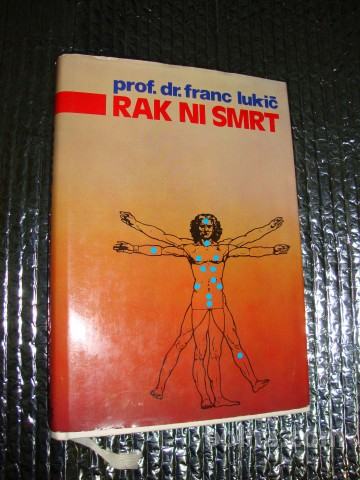 prof. dr. franc lukič
RAK NI SMRT